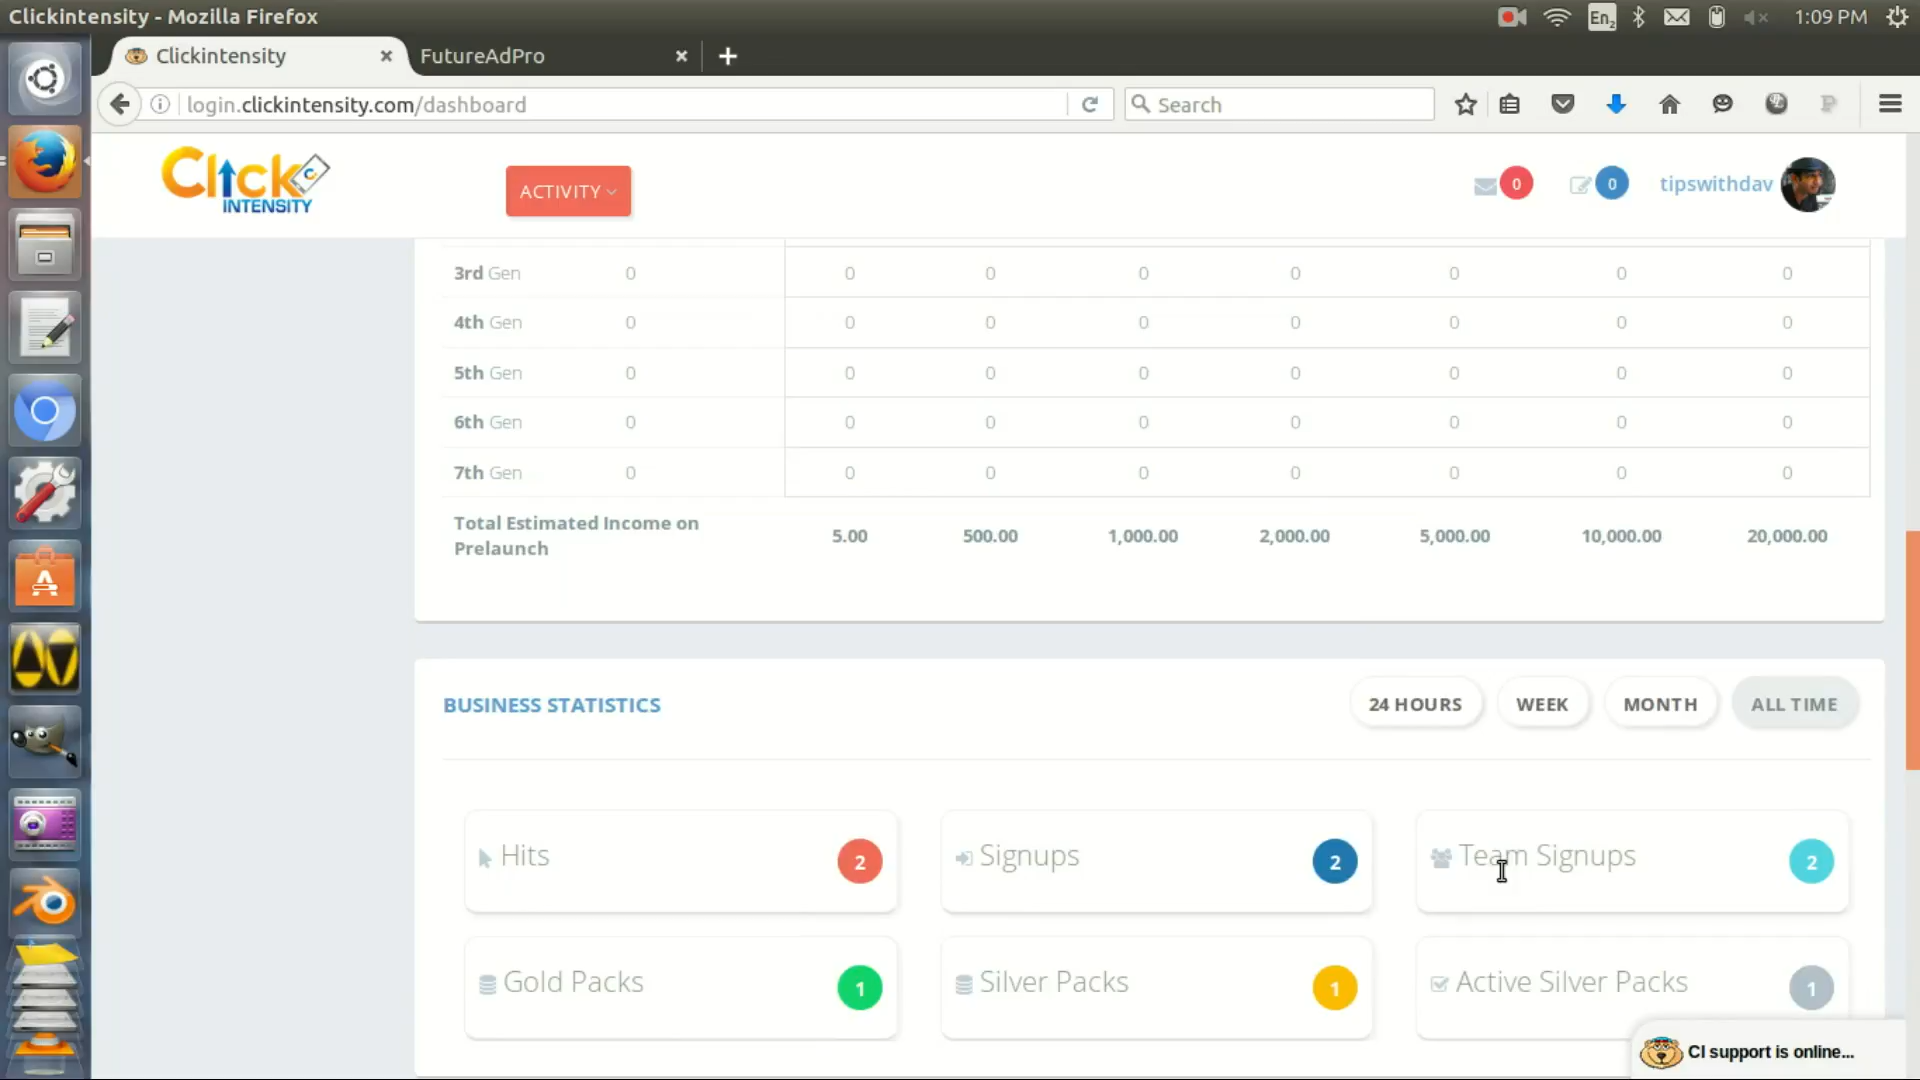 Clickintensity - Mozilla Firefox
En2
1:09 PM
Clickintensity
FutureAdPro
login.clickintensity.com/dashboard
Search
Click
INTENSITY
ACTIVITY
0
0
tipswithdav
3rd Gen 0 0 0 0 0 0 0 0
4th Gen 0 0 0 0 0 0 0 0
5th Gen 0 0 0 0 0 0 0 0
6th Gen 0 0 0 0 0 0 0 0
7th Gen 0 0 0 0 0 0 0 0
Total Estimated Income on
Prelaunch
5.00 500.00 1,000.00 2,000.00 5,000.00 10,000.00 20,000.00
BUSINESS STATISTICS
24 HOURS
WEEK
MONTH
ALL TIME
Hits 2
Signups 2
Team Signups 2
Gold Packs 1
Silver Packs 1
Active Silver Packs 1
CI support is online...